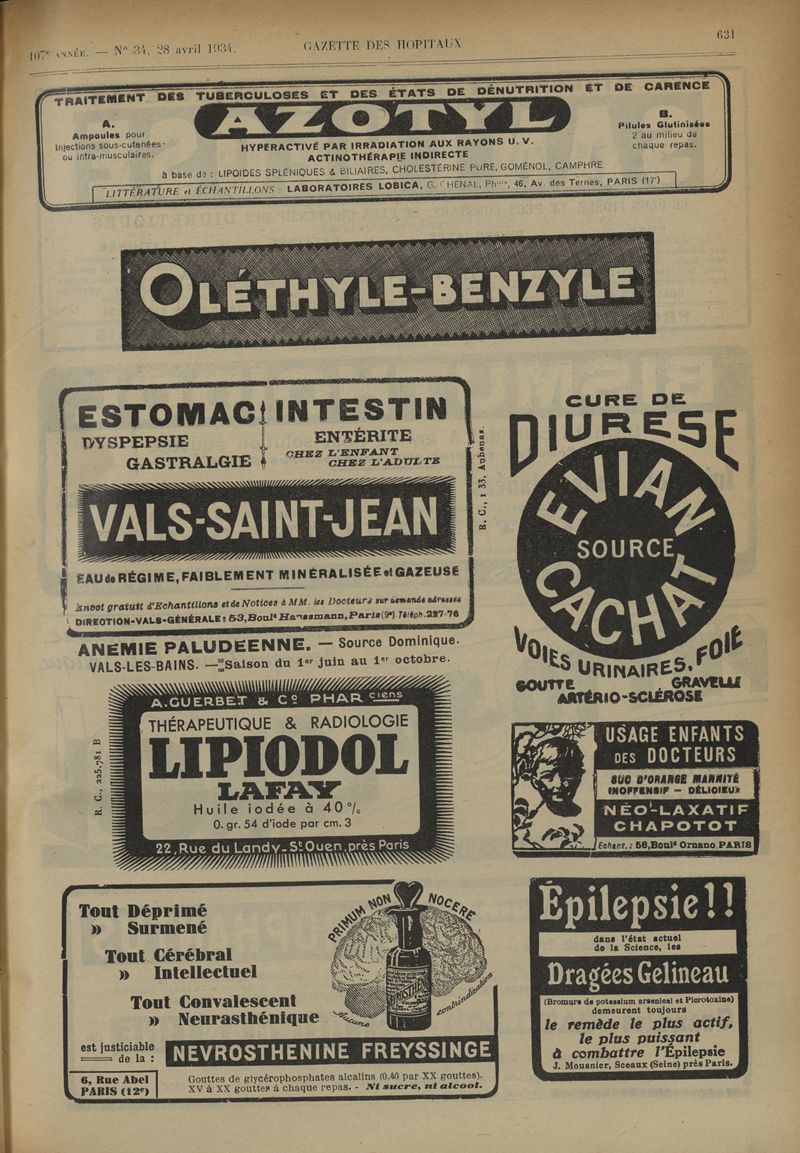 107e ANNÉE. — N° 34, 28 avril 1934.
GAZETTE DES HOPITAUX
631
TRAITEMENT DES TUBERCULOSES ET DES ÉTATS DE DÉNUTRITION ET DE CARENCE
A.
Ampoules pour
Injections sous-cutanées
ou intra-musculaires.
AZOTYL
HYPERACTIVÉ PAR IRRADIATION AUX RAYONS U. V.
ACTINOTHÉRAPIE INDIRECTE
B.
Pilules Glutinisées
2 au milieu de
chaque repas.
à base de : LIPOIDES SPLÉNIQUES & BILIAIRES, CHOLESTÉRINE PURE, GOMÉNOL, CAMPHRE
LITTÉRATURE et ÉCHANTILLONS : LABORATOIRES LOBICA, G. CHENAL, Phien, 46, Av. des Ternes, PARIS (17e)
OLÉTHYLE-BENZYLE
ESTOMAC INTESTIN
DYSPEPSIE
GASTRALGIE
ENTÉRITE
CHEZ L'ENFANT
CHEZ L'ADULTE
VALS-SAINT-JEAN
EAU de RÉGIME, FAIBLEMENT MINÉRALISÉE et GAZEUSE
Envoi gratuit d'Echantillons et de Notices à MM. les Docteurs sur demande adressée
DIRECTION-VALS-GÉNÉRALE : 53, Boult Haussmann, Paris (9e). Téléph. 227-76
R. C., 1 33. Aubenas.
ANEMIE PALUDEENNE. — Source Dominique.
VALS-LES-BAINS. — Saison du 1er juin au 1er octobre.
CURE DE
DIURESE
EVIAN
SOURCE
CACHAT
VOIES URINAIRES, FOIE
GOUTTE GRAVELLE
ARTÉRIO-SCLÉROSE
R. C., 225.781 B
A. GUERBET & Co PHARciens
THÉRAPEUTIQUE & RADIOLOGIE
LIPIODOL
LAFAY
Huile iodée à 40 %
0. gr. 54 d'iode par cm. 3
22, Rue du Landy_St Ouen, près Paris
USAGE ENFANTS
DES DOCTEURS
SUC D'ORANGE MANNITÉ
INOFFENSIF — DÉLICIEUX
NÉO-LAXATIF
CHAPOTOT
Echant. : 56, Boult Ornano, PARIS
Tout Déprimé
» Surmené
Tout Cérébral
» Intellectuel
Tout Convalescent
» Neurasthénique
PRIMUM NON NOCERE
Aucune contrindication
est justiciable
de la :
NEVROSTHENINE FREYSSINGE
6, Rue Abel
PARIS (12e)
Gouttes de glycérophosphates alcalins (0.40 par XX gouttes).
XV à XX gouttes à chaque repas. - Ni sucre, ni alcool.
Épilepsie!!
dans l'état actuel
de la Science, les
Dragées Gelineau
(Bromure de potassium arsenical et Picrotoxine)
demeurent toujours
le remède le plus actif,
le plus puissant
à combattre l'Épilepsie
J. Mousnier, Sceaux (Seine) près Paris.